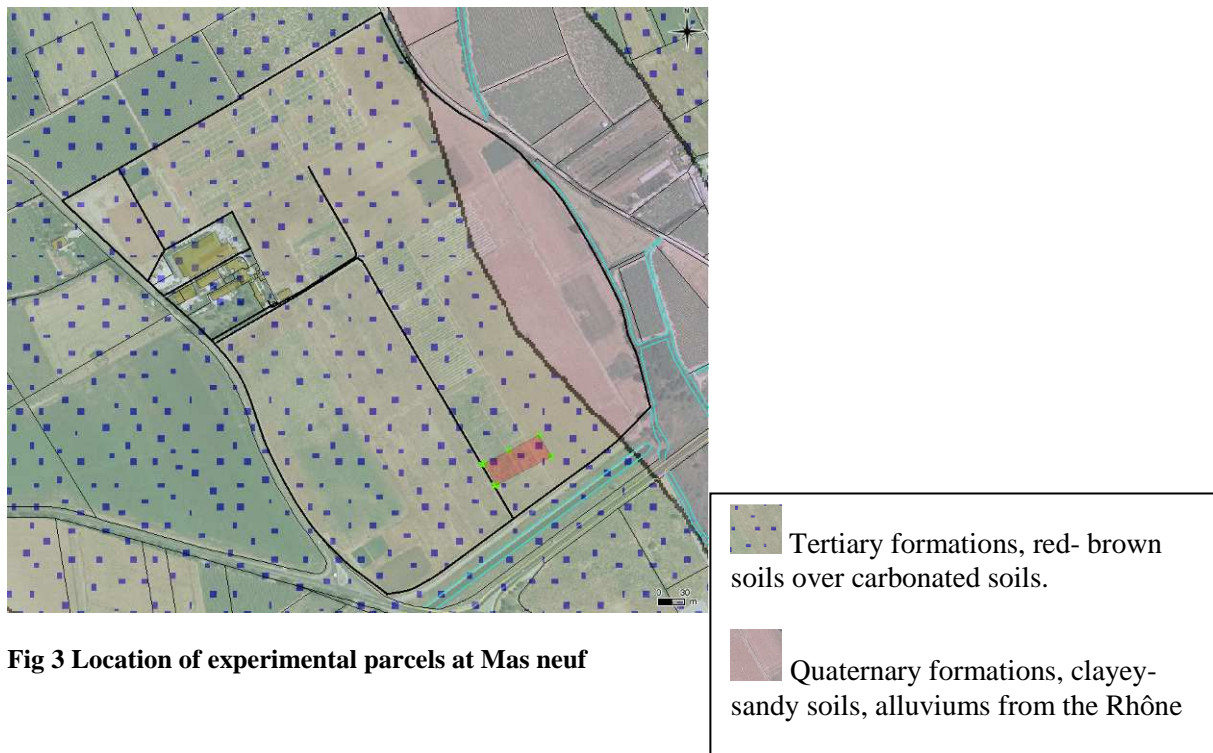 N
0 30
m
Fig 3 Location of experimental parcels at Mas neuf
Tertiary formations, red- brown
soils over carbonated soils.
Quaternary formations, clayey-
sandy soils, alluviums from the Rhône